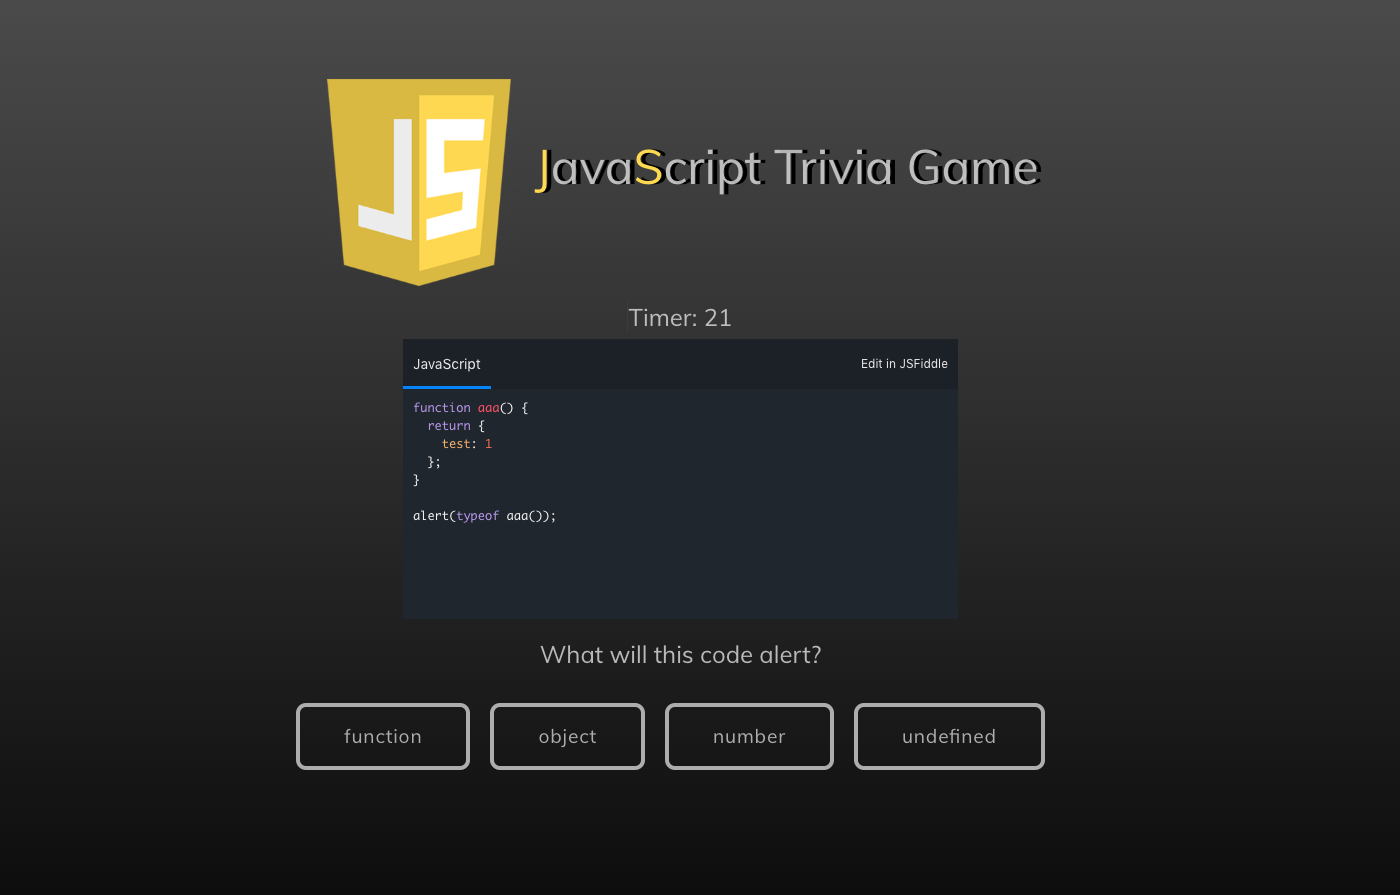 JS
JavaScript Trivia Game
Timer: 21
JavaScript Edit in JSFiddle
function aaa() {
  return {
    test: 1
  };
}
alert(typeof aaa());
What will this code alert?
function object number undefined